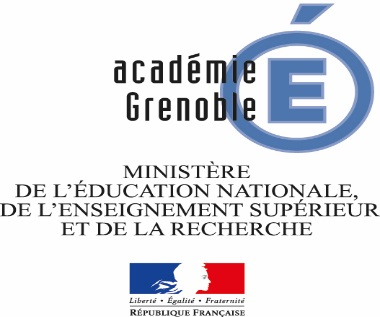 académie
Grenoble
É
MINISTÈRE
DE L'ÉDUCATION NATIONALE,
DE L'ENSEIGNEMENT SUPÉRIEUR
ET DE LA RECHERCHE
Liberté • Égalité • Fraternité
RÉPUBLIQUE FRANÇAISE